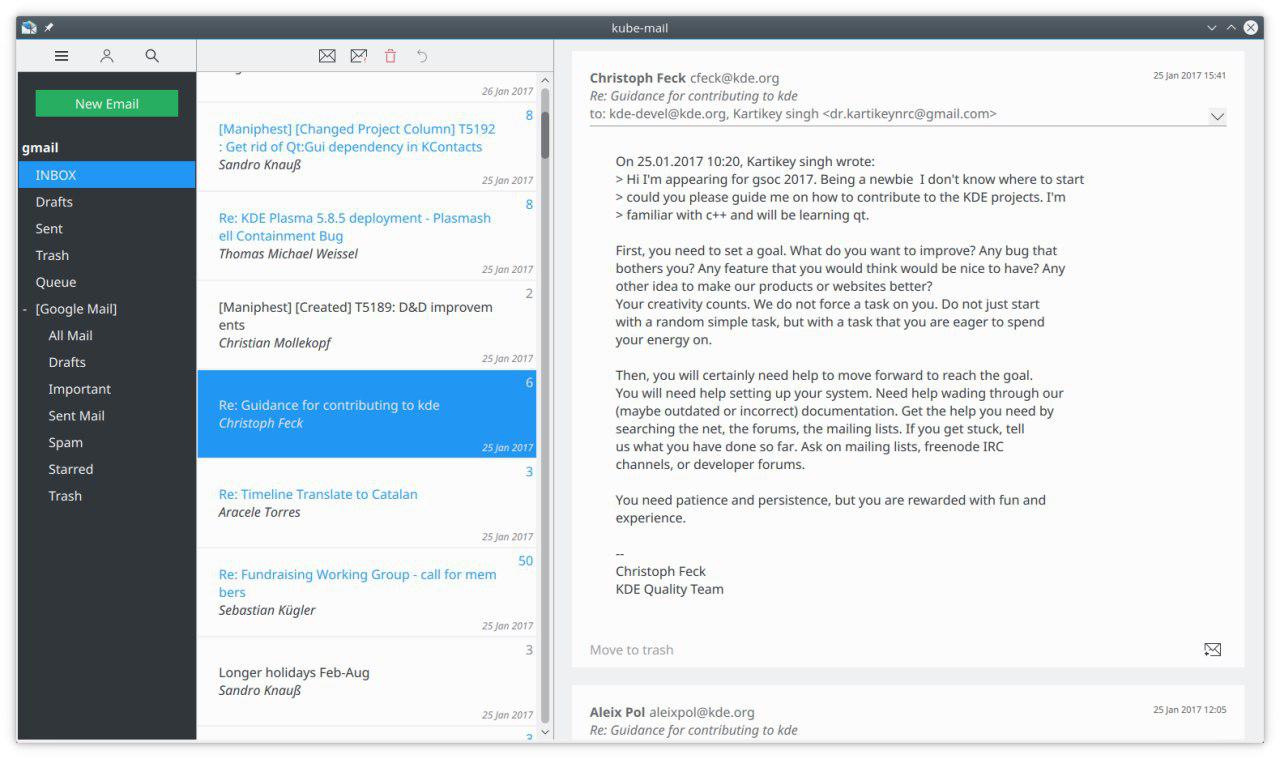 kube-mail
New Email
gmail
INBOX
Drafts
Sent
Trash
Queue
- [Google Mail]
All Mail
Drafts
Important
Sent Mail
Spam
Starred
Trash
26 Jan 2017
8
[Maniphest] [Changed Project Column] T5192
: Get rid of Qt:Gui dependency in KContacts
Sandro Knauß
25 Jan 2017
8
Re: KDE Plasma 5.8.5 deployment - Plasmash
ell Containment Bug
Thomas Michael Weissel
25 Jan 2017
2
[Maniphest] [Created] T5189: D&D improvem
ents
Christian Mollekopf
25 Jan 2017
6
Re: Guidance for contributing to kde
Christoph Feck
25 Jan 2017
3
Re: Timeline Translate to Catalan
Aracele Torres
25 Jan 2017
50
Re: Fundraising Working Group - call for mem
bers
Sebastian Kügler
25 Jan 2017
3
Longer holidays Feb-Aug
Sandro Knauß
25 Jan 2017
3
Christoph Feck cfeck@kde.org
25 Jan 2017 15:41
Re: Guidance for contributing to kde
to: kde-devel@kde.org, Kartikey singh <dr.kartikeynrc@gmail.com>
On 25.01.2017 10:20, Kartikey singh wrote:
> Hi I'm appearing for gsoc 2017. Being a newbie  I don't know where to start
> could you please guide me on how to contribute to the KDE projects. I'm
> familiar with c++ and will be learning qt.
First, you need to set a goal. What do you want to improve? Any bug that
bothers you? Any feature that you would think would be nice to have? Any
other idea to make our products or websites better?
Your creativity counts. We do not force a task on you. Do not just start
with a random simple task, but with a task that you are eager to spend
your energy on.
Then, you will certainly need help to move forward to reach the goal.
You will need help setting up your system. Need help wading through our
(maybe outdated or incorrect) documentation. Get the help you need by
searching the net, the forums, the mailing lists. If you get stuck, tell
us what you have done so far. Ask on mailing lists, freenode IRC
channels, or developer forums.
You need patience and persistence, but you are rewarded with fun and
experience.
--
Christoph Feck
KDE Quality Team
Move to trash
Aleix Pol aleixpol@kde.org
25 Jan 2017 12:05
Re: Guidance for contributing to kde